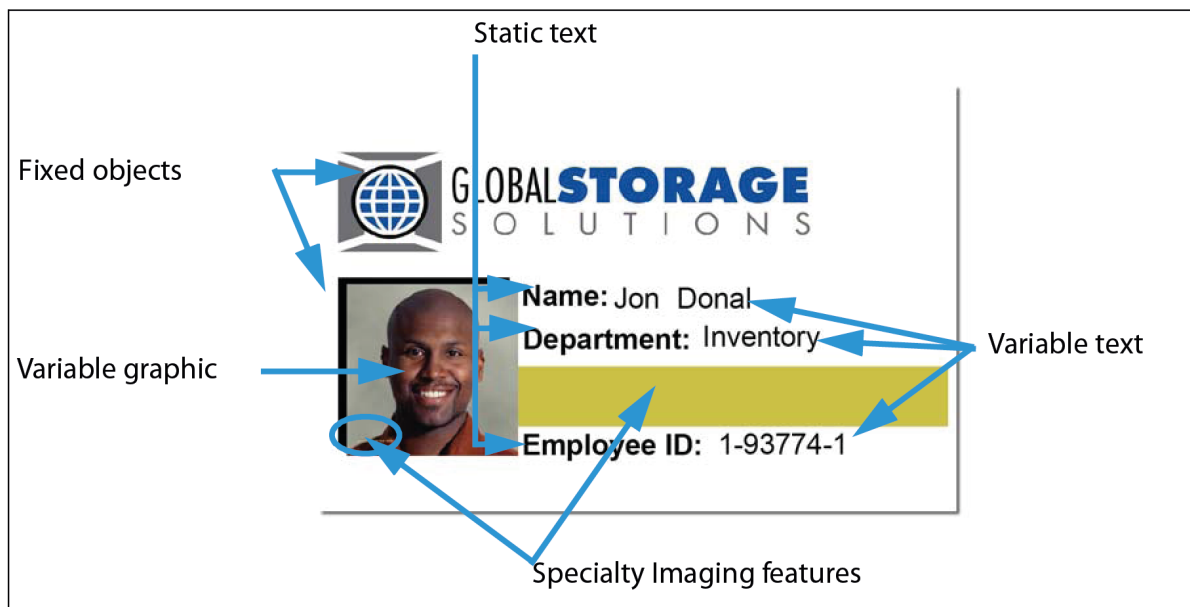 Static text
Fixed objects
GLOBALSTORAGE
SOLUTIONS
Name: Jon Donal
Department: Inventory
Variable text
Variable graphic
Employee ID: 1-93774-1
Specialty Imaging features